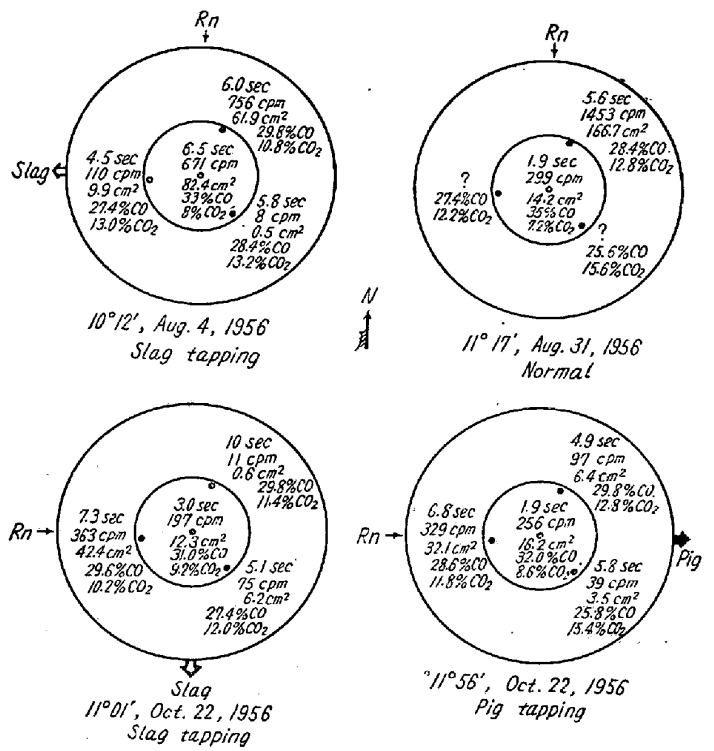 Rn
6.0 sec
756 cpm
61.9 cm²
29.8%CO
10.8%CO₂
Slag
4.5 sec
110 cpm
9.9 cm²
27.4%CO
13.0%CO₂
6.5 sec
671 cpm
82.4 cm²
33%CO
8%CO₂
5.8 sec
8 cpm
0.5 cm²
28.4%CO
13.2%CO₂
10°12′, Aug. 4, 1956
Slag tapping
Rn
5.6 sec
1453 cpm
166.7 cm²
28.4%CO
12.8%CO₂
?
27.4%CO
12.2%CO₂
1.9 sec
299 cpm
14.2 cm²
35%CO
7.2%CO₂
?
25.6%CO
15.6%CO₂
N
11°17′, Aug. 31, 1956
Normal
10 sec
11 cpm
0.6 cm²
29.8%CO
11.4%CO₂
Rn
7.3 sec
363 cpm
42.4 cm²
29.6%CO
10.2%CO₂
3.0 sec
197 cpm
12.3 cm²
31.0%CO
9.2%CO₂
5.1 sec
75 cpm
6.2 cm²
27.4%CO
12.0%CO₂
Slag
11°01′, Oct. 22, 1956
Slag tapping
4.9 sec
97 cpm
6.4 cm²
29.8%CO
12.8%CO₂
Rn
6.8 sec
329 cpm
32.1 cm²
28.6%CO
11.8%CO₂
1.9 sec
256 cpm
16.2 cm²
32.0%CO
8.6%CO₂
Pig
5.8 sec
39 cpm
3.5 cm²
25.8%CO
15.4%CO₂
11°56′, Oct. 22, 1956
Pig tapping